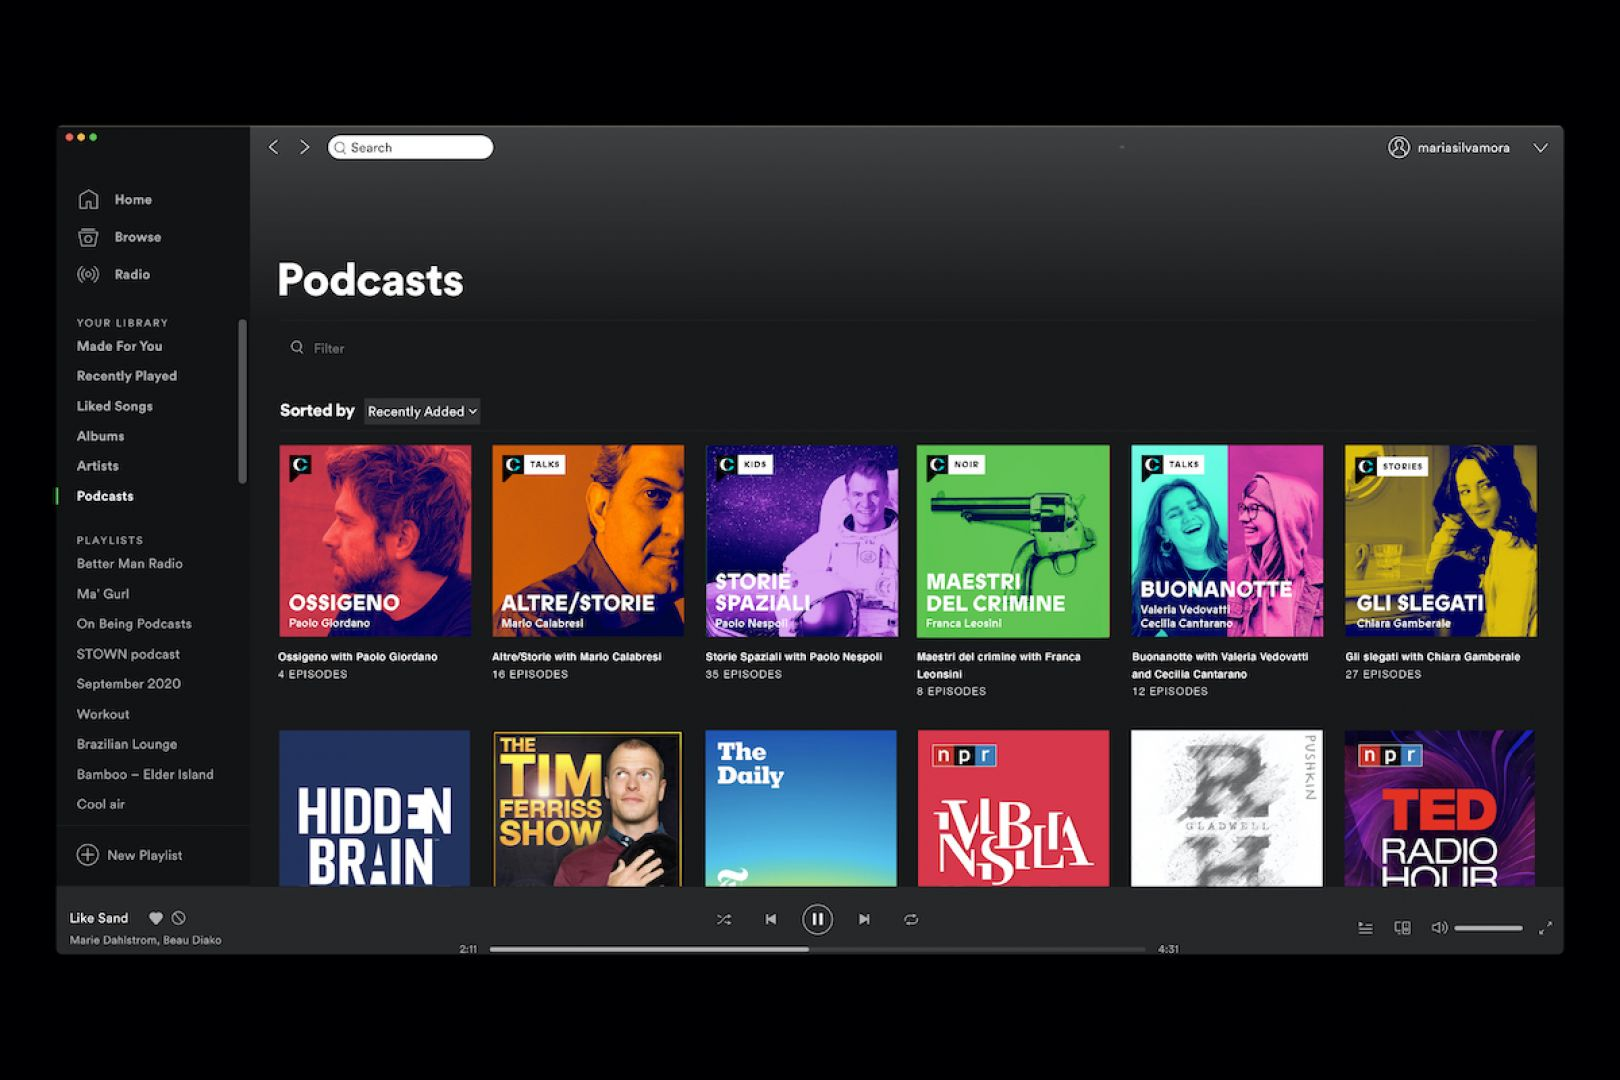 Search
mariasilvamora
Home
Browse
Radio
YOUR LIBRARY
Made For You
Recently Played
Liked Songs
Albums
Artists
Podcasts
PLAYLISTS
Better Man Radio
Ma' Gurl
On Being Podcasts
STOWN podcast
September 2020
Workout
Brazilian Lounge
Bamboo – Elder Island
Cool air
New Playlist
Podcasts
Filter
Sorted by Recently Added
C
OSSIGENO
Paolo Giordano
Ossigeno with Paolo Giordano
4 EPISODES
C TALKS
ALTRE/STORIE
Mario Calabresi
Altre/Storie with Mario Calabresi
16 EPISODES
C KIDS
STORIE
SPAZIALI
Paolo Nespoli
Storie Spaziali with Paolo Nespoli
35 EPISODES
C NOIR
MAESTRI
DEL CRIMINE
Franca Leosini
Maestri del crimine with Franca
Leonsini
8 EPISODES
C TALKS
BUONANOTTE
Valeria Vedovatti
Cecilia Cantarano
Buonanotte with Valeria Vedovatti
and Cecilia Cantarano
12 EPISODES
C STORIES
GLI SLEGATI
Chiara Gamberale
Gli slegati with Chiara Gamberale
27 EPISODES
HIDDEN
BRAIN
THE
TIM
FERRISS
SHOW
The
Daily
npr
INVISIBILIA
PUSHKIN
GLADWELL
npr
TED
RADIO
HOUR
Like Sand
Marie Dahlstrom, Beau Diako
2:11
4:31